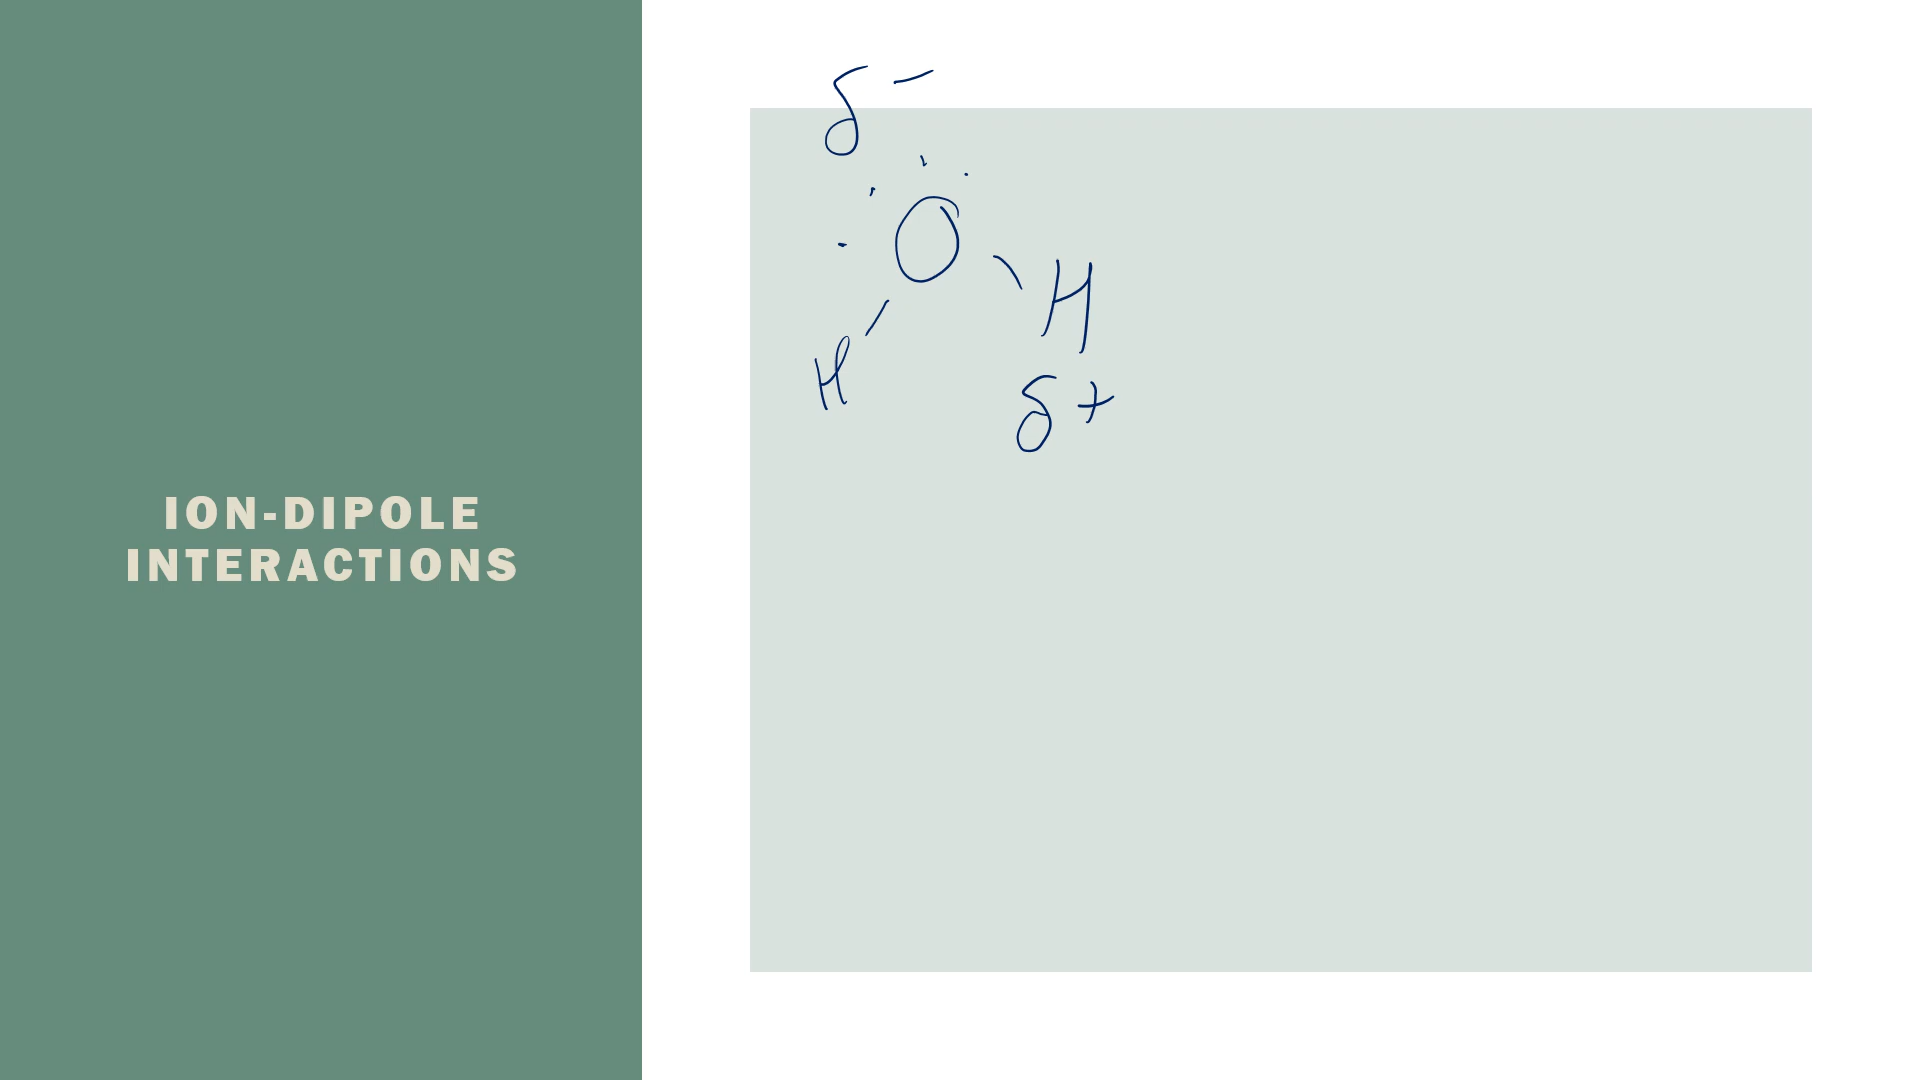 ION-DIPOLE
INTERACTIONS
δ −
O
H
H
δ +